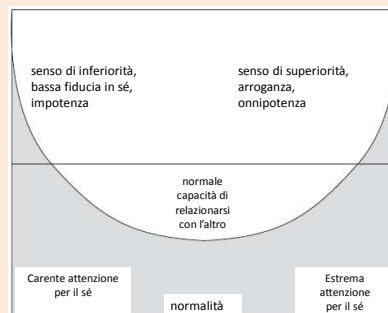 senso di inferiorità,
bassa fiducia in sé,
impotenza
senso di superiorità,
arroganza,
onnipotenza
normale
capacità di
relazionarsi
con l'altro
Carente attenzione
per il sé
normalità
Estrema
attenzione
per il sé